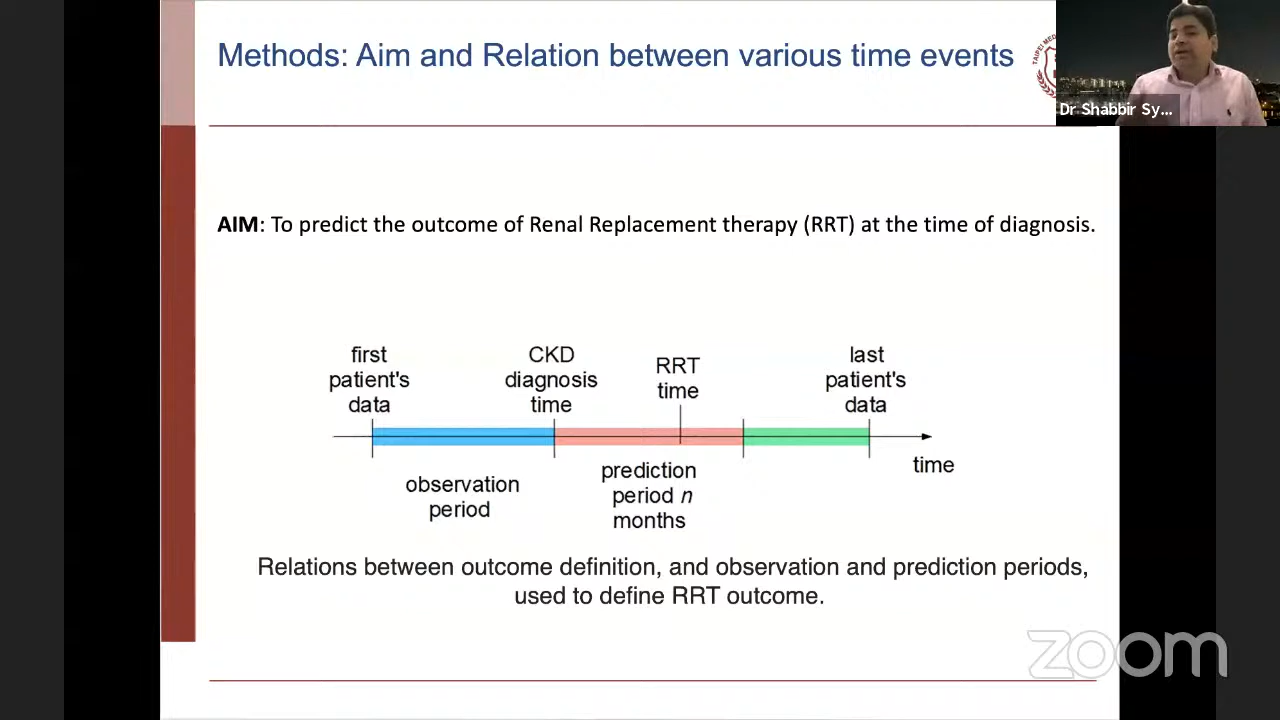 Methods: Aim and Relation between various time events
TAIPEI MED
Dr Shabbir Sy...
AIM: To predict the outcome of Renal Replacement therapy (RRT) at the time of diagnosis.
first
patient's
data
CKD
diagnosis
time
RRT
time
last
patient's
data
time
observation
period
prediction
period n
months
Relations between outcome definition, and observation and prediction periods,
used to define RRT outcome.
zoom